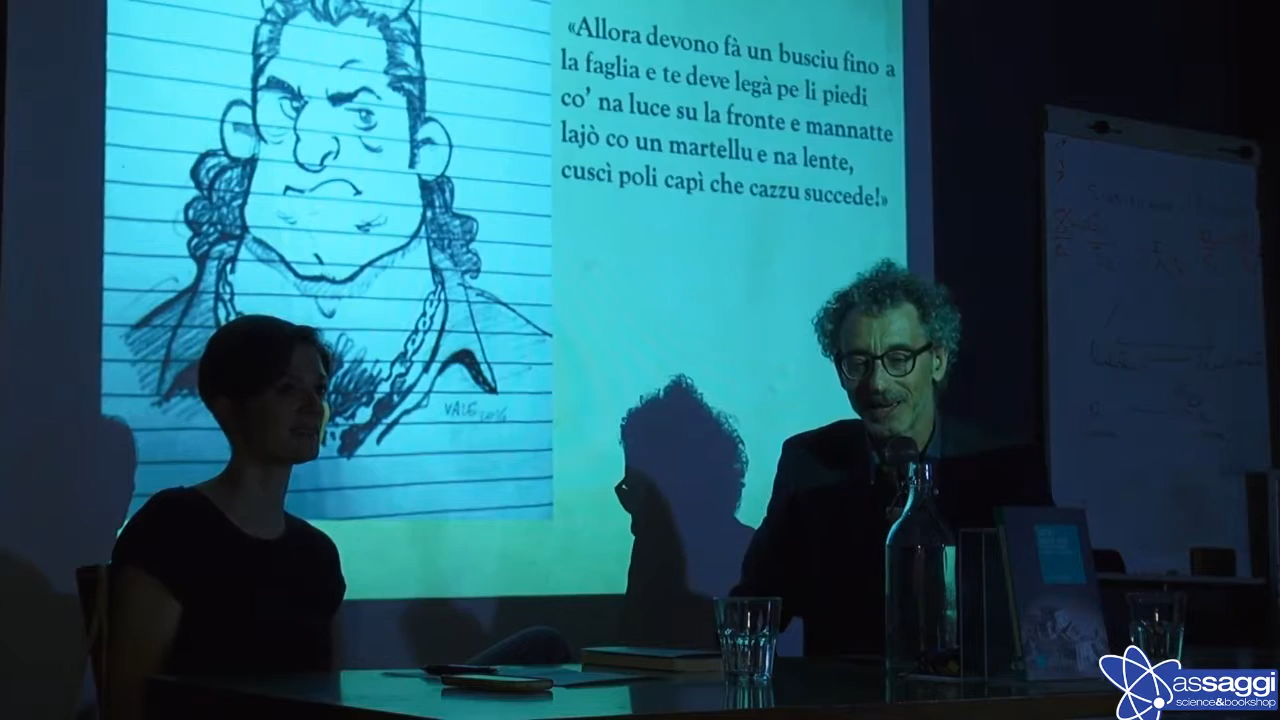 «Allora devono fà un busciu fino a
la faglia e te deve legà pe li piedi
co' na luce su la fronte e mannatte
lajò co un martellu e na lente,
cuscì poli capì che cazzu succede!»
VALE
assaggi
science&bookshop